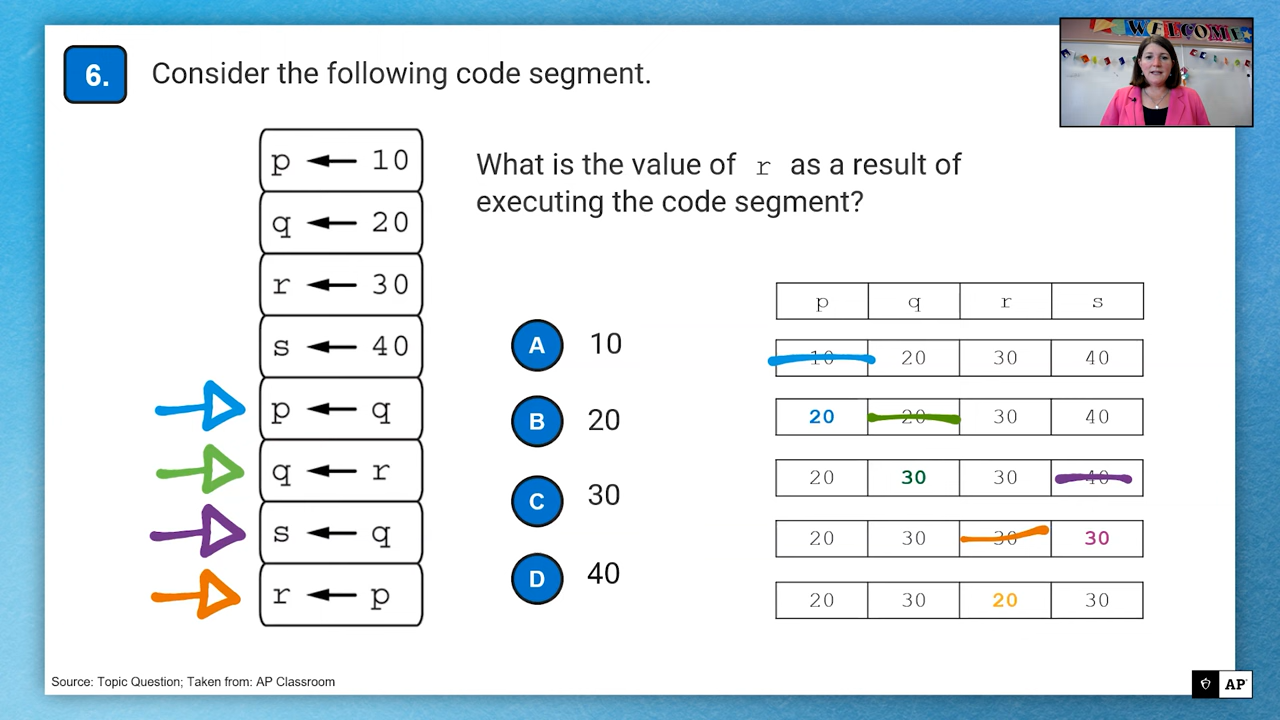 WELCOME
6. Consider the following code segment.
p ← 10
q ← 20
r ← 30
s ← 40
p ← q
q ← r
s ← q
r ← p
What is the value of r as a result of
executing the code segment?
A 10
B 20
C 30
D 40
p q r s
10 20 30 40
20 20 30 40
20 30 30 40
20 30 30 30
20 30 20 30
Source: Topic Question; Taken from: AP Classroom
AP